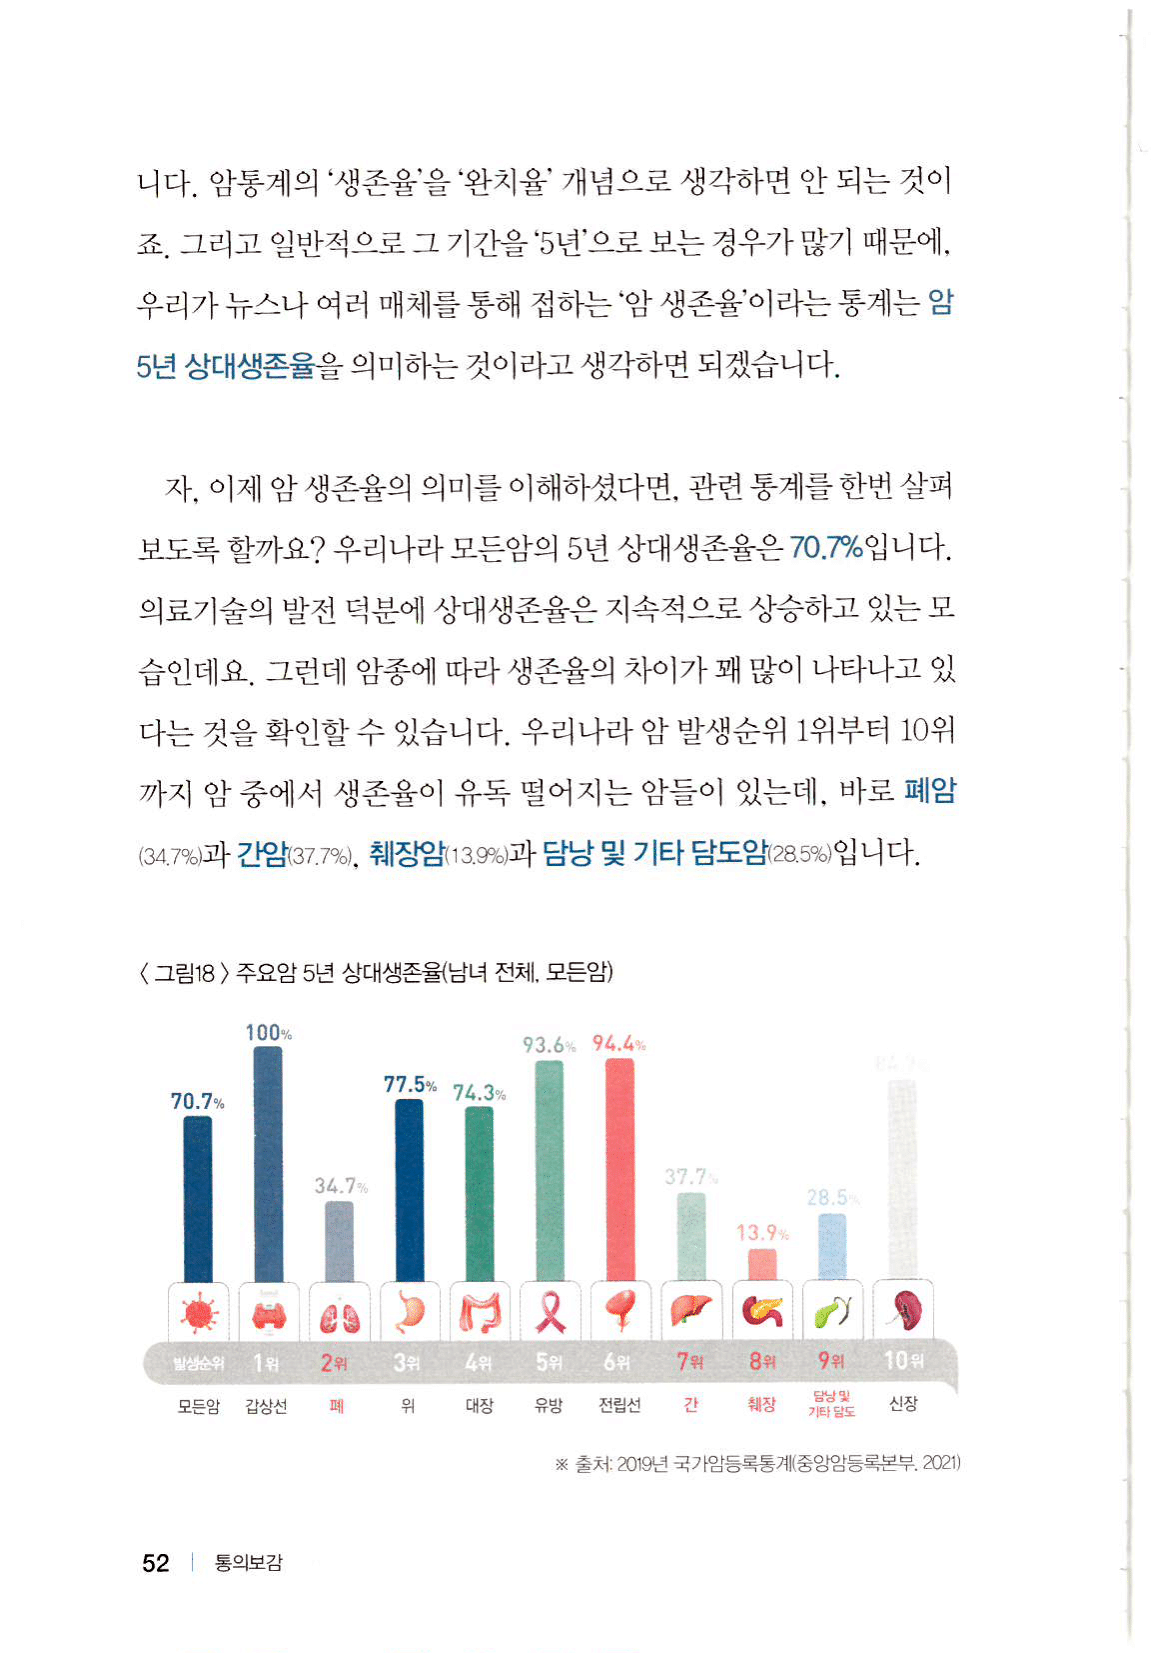 니다. 암통계의 ‘생존율’을 ‘완치율’ 개념으로 생각하면 안 되는 것이
죠. 그리고 일반적으로 그 기간을 ‘5년’으로 보는 경우가 많기 때문에,
우리가 뉴스나 여러 매체를 통해 접하는 ‘암 생존율’이라는 통계는 암
5년 상대생존율을 의미하는 것이라고 생각하면 되겠습니다.
자, 이제 암 생존율의 의미를 이해하셨다면, 관련 통계를 한번 살펴
보도록 할까요? 우리나라 모든암의 5년 상대생존율은 70.7%입니다.
의료기술의 발전 덕분에 상대생존율은 지속적으로 상승하고 있는 모
습인데요. 그런데 암종에 따라 생존율의 차이가 꽤 많이 나타나고 있
다는 것을 확인할 수 있습니다. 우리나라 암 발생순위 1위부터 10위
까지 암 중에서 생존율이 유독 떨어지는 암들이 있는데, 바로 폐암
(34.7%)과 간암(37.7%), 췌장암(13.9%)과 담낭 및 기타 담도암(28.5%)입니다.
〈그림18〉 주요암 5년 상대생존율(남녀 전체, 모든암)
70.7% 100% 34.7% 77.5% 74.3% 93.6% 94.4% 37.7% 13.9% 28.5%
발생순위 1위 2위 3위 4위 5위 6위 7위 8위 9위 10위
모든암 갑상선 폐 위 대장 유방 전립선 간 췌장 담낭 및 기타 담도 신장
※ 출처: 2019년 국가암등록통계(중앙암등록본부, 2021)
52 | 통의보감